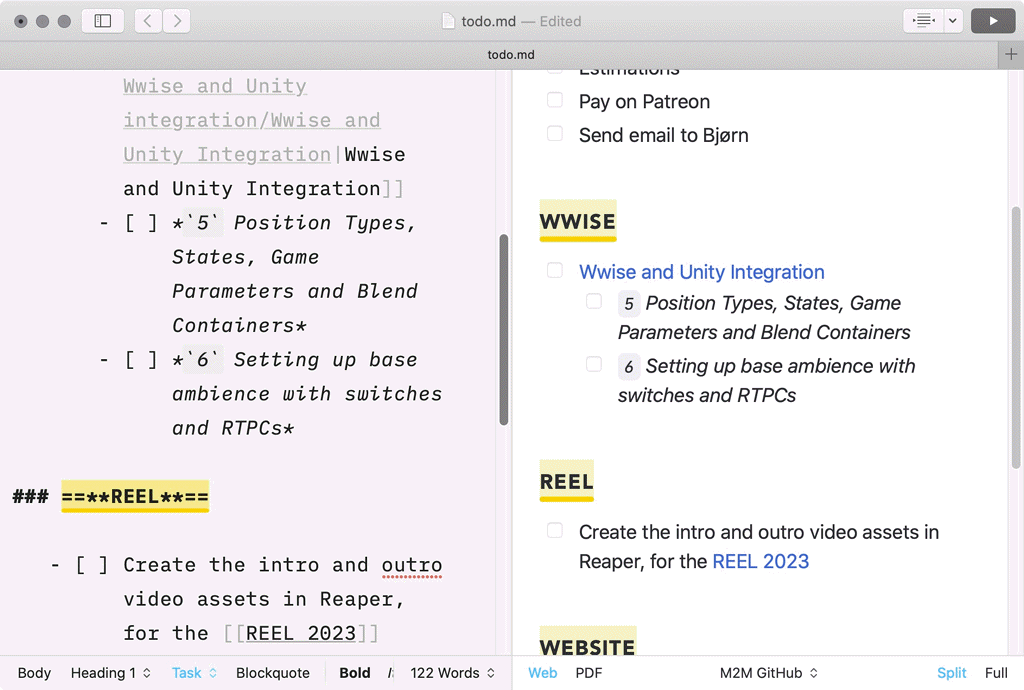 todo.md — Edited
todo.md
Wwise and Unity
integration/Wwise and
Unity Integration|Wwise
and Unity Integration]]
- [ ] *`5` Position Types,
States, Game
Parameters and Blend
Containers*
- [ ] *`6` Setting up base
ambience with switches
and RTPCs*
### ==**REEL**==
- [ ] Create the intro and outro
video assets in Reaper,
for the [[REEL 2023]]
Estimations
Pay on Patreon
Send email to Bjørn
WWISE
Wwise and Unity Integration
5 Position Types, States, Game
Parameters and Blend Containers
6 Setting up base ambience with
switches and RTPCs
REEL
Create the intro and outro video assets in
Reaper, for the REEL 2023
WEBSITE
Body Heading 1 Task Blockquote Bold 122 Words
Web PDF M2M GitHub Split Full